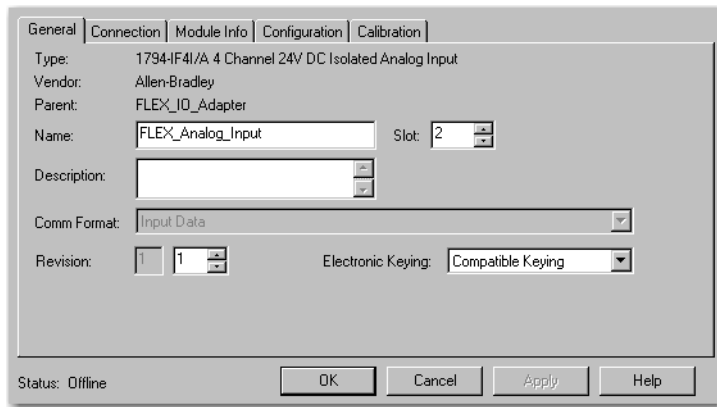 General Connection Module Info Configuration Calibration
Type: 1794-IF4I/A 4 Channel 24V DC Isolated Analog Input
Vendor: Allen-Bradley
Parent: FLEX_IO_Adapter
Name: FLEX_Analog_Input Slot: 2
Description:
Comm Format: Input Data
Revision: 1 1 Electronic Keying: Compatible Keying
Status: Offline OK Cancel Apply Help